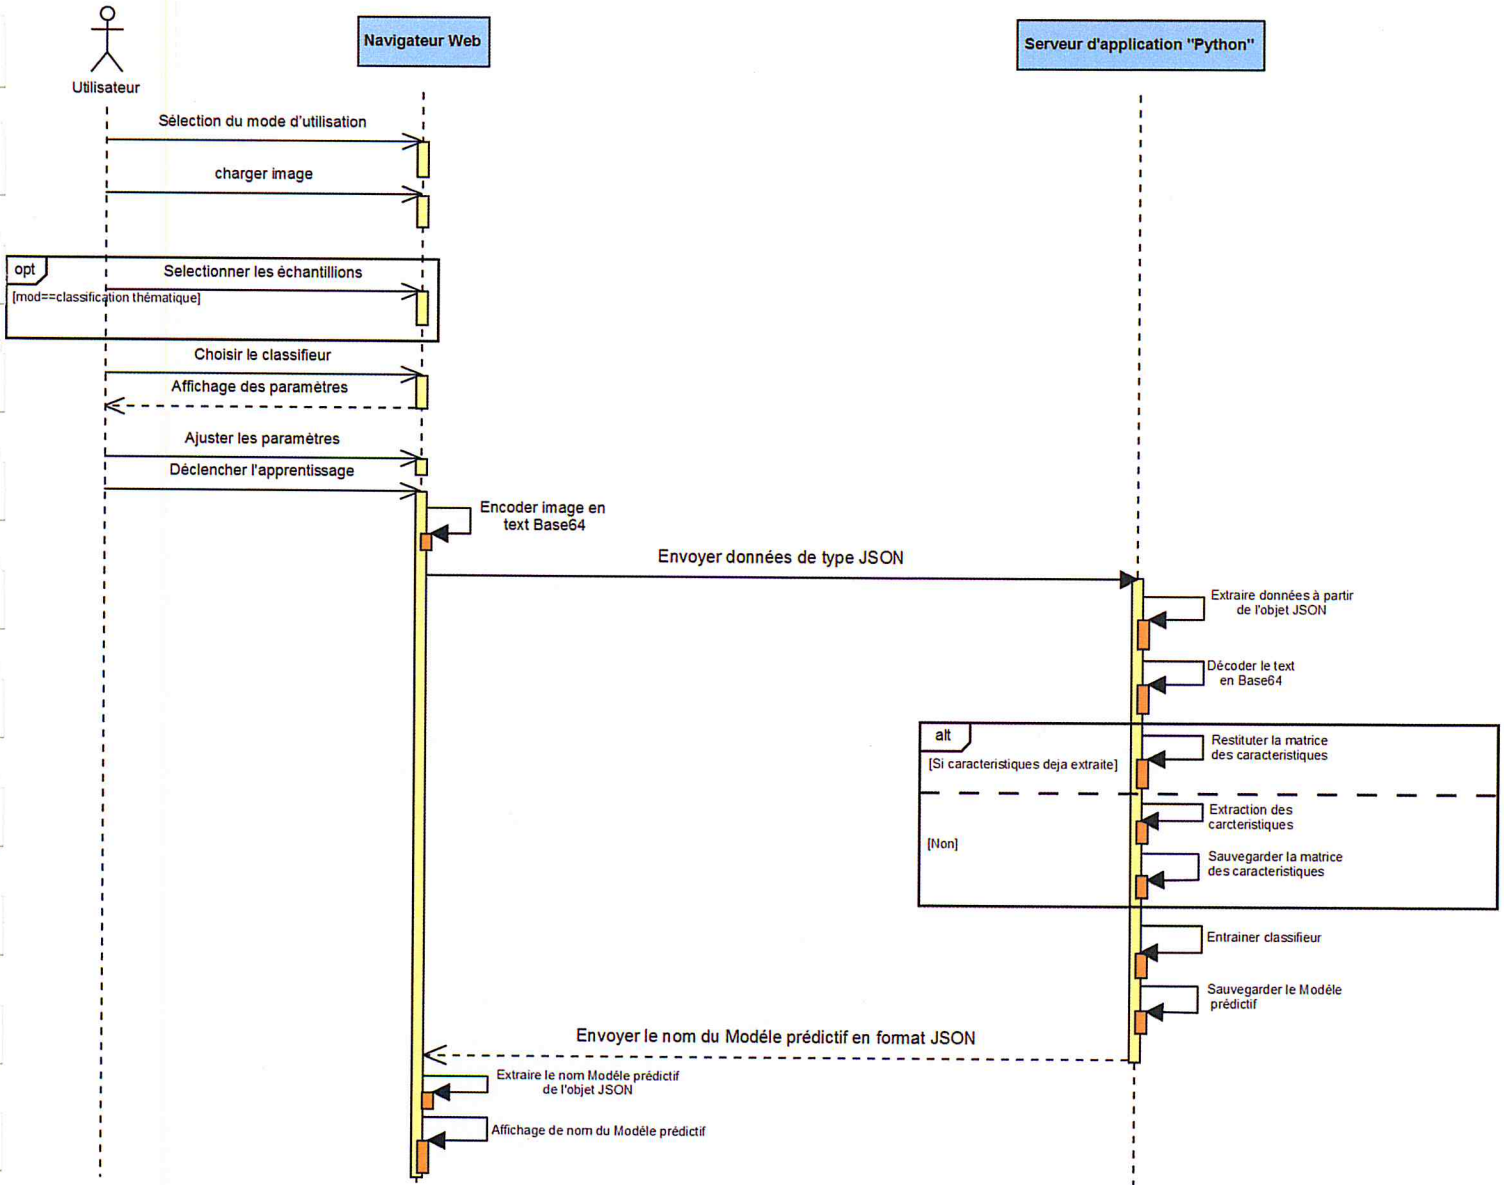 Utilisateur
Navigateur Web
Serveur d'application "Python"
Sélection du mode d'utilisation
charger image
opt
Selectionner les échantillions
[mod==classification thématique]
Choisir le classifieur
Affichage des paramètres
Ajuster les paramètres
Déclencher l'apprentissage
Encoder image en
text Base64
Envoyer données de type JSON
Extraire données à partir
de l'objet JSON
Décoder le text
en Base64
alt
[Si caracteristiques deja extraite]
Restituter la matrice
des caracteristiques
Extraction des
carcteristiques
[Non]
Sauvegarder la matrice
des caracteristiques
Entrainer classifieur
Sauvegarder le Modéle
prédictif
Envoyer le nom du Modéle prédictif en format JSON
Extraire le nom Modéle prédictif
de l'objet JSON
Affichage de nom du Modéle prédictif